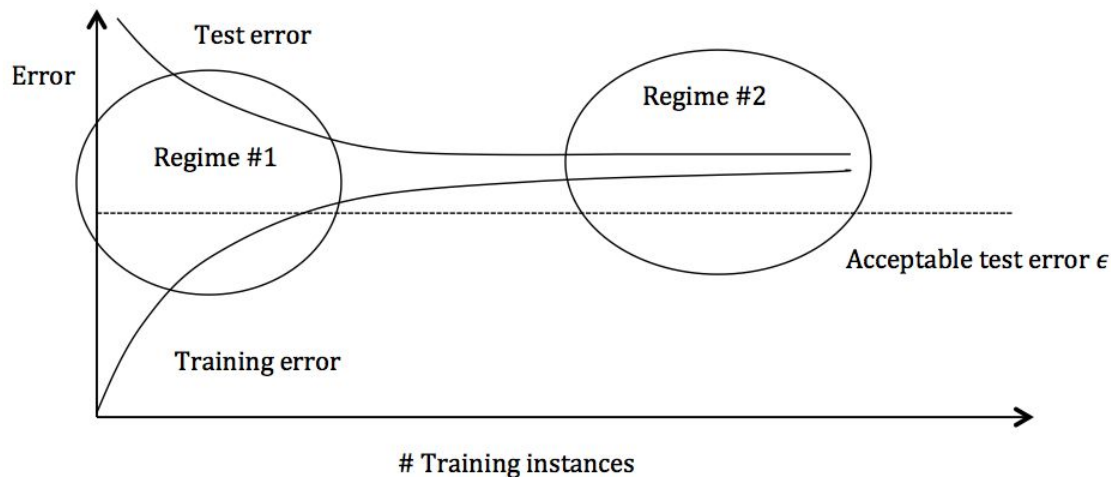 Test error
Error
Regime #2
Regime #1
Acceptable test error ϵ
Training error
# Training instances